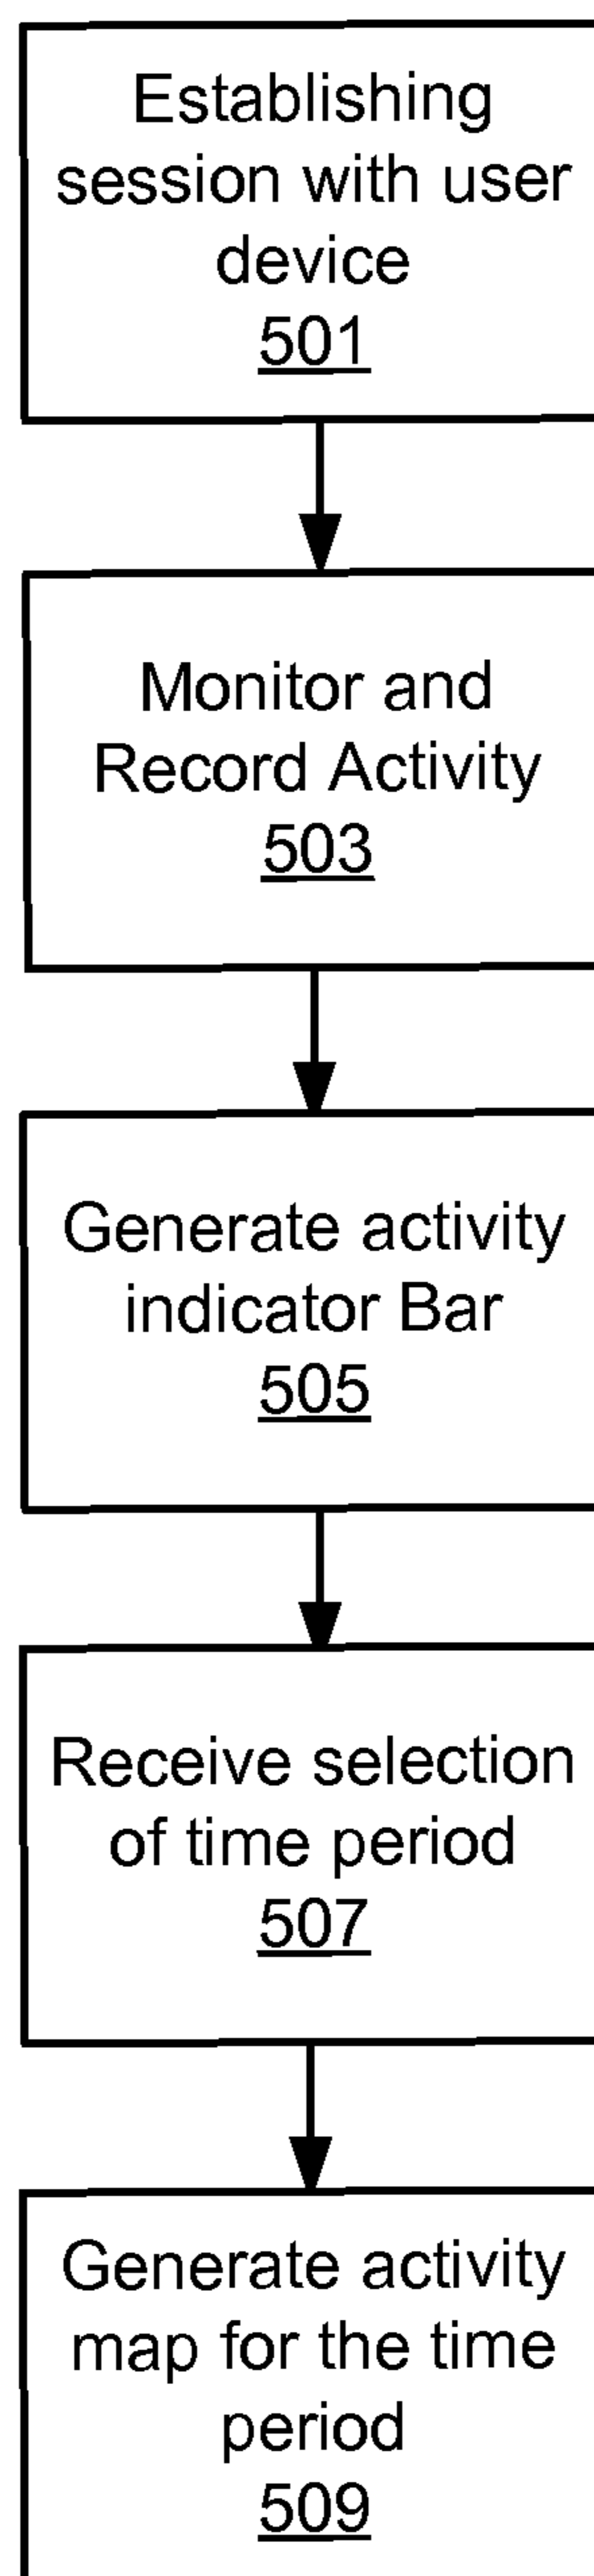 Establishing
session with user
device
501
Monitor and
Record Activity
503
Generate activity
indicator Bar
505
Receive selection
of time period
507
Generate activity
map for the time
period
509